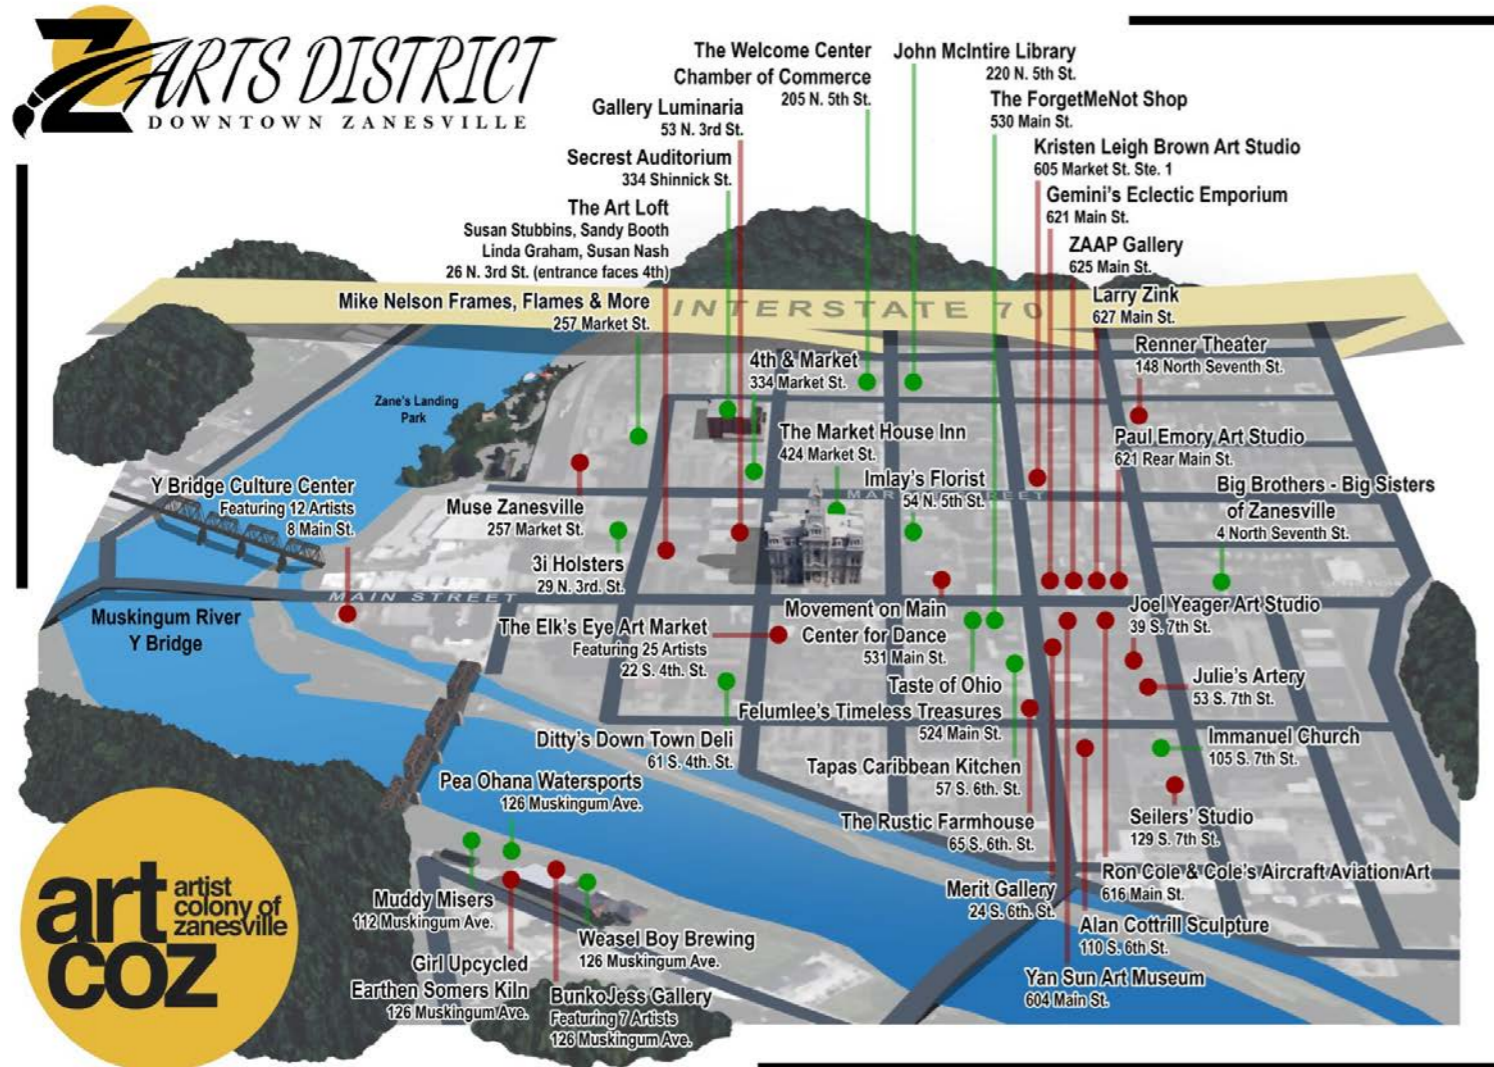 Z ARTS DISTRICT
DOWNTOWN ZANESVILLE
The Welcome Center
Chamber of Commerce
205 N. 5th St.
John McIntire Library
220 N. 5th St.
The ForgetMeNot Shop
530 Main St.
Gallery Luminaria
53 N. 3rd St.
Kristen Leigh Brown Art Studio
605 Market St. Ste. 1
Secrest Auditorium
334 Shinnick St.
Gemini's Eclectic Emporium
621 Main St.
The Art Loft
Susan Stubbins, Sandy Booth
Linda Graham, Susan Nash
26 N. 3rd St. (entrance faces 4th)
ZAAP Gallery
625 Main St.
Mike Nelson Frames, Flames & More
257 Market St.
INTERSTATE 70
Larry Zink
627 Main St.
Renner Theater
148 North Seventh St.
4th & Market
334 Market St.
Zane's Landing
Park
The Market House Inn
424 Market St.
Paul Emory Art Studio
621 Rear Main St.
Imlay's Florist
54 N. 5th St.
MARKET STREET
Y Bridge Culture Center
Featuring 12 Artists
8 Main St.
Big Brothers - Big Sisters
of Zanesville
4 North Seventh St.
Muse Zanesville
257 Market St.
3i Holsters
29 N. 3rd. St.
MAIN STREET
Muskingum River
Y Bridge
Movement on Main
Center for Dance
531 Main St.
Joel Yeager Art Studio
39 S. 7th St.
The Elk's Eye Art Market
Featuring 25 Artists
22 S. 4th. St.
Taste of Ohio
Felumlee's Timeless Treasures
524 Main St.
Julie's Artery
53 S. 7th St.
Ditty's Down Town Deli
61 S. 4th. St.
Immanuel Church
105 S. 7th St.
Tapas Caribbean Kitchen
57 S. 6th. St.
Pea Ohana Watersports
126 Muskingum Ave.
The Rustic Farmhouse
65 S. 6th. St.
Seilers' Studio
129 S. 7th St.
Ron Cole & Cole's Aircraft Aviation Art
616 Main St.
Merit Gallery
24 S. 6th. St.
Muddy Misers
112 Muskingum Ave.
Alan Cottrill Sculpture
110 S. 6th St.
Weasel Boy Brewing
126 Muskingum Ave.
Girl Upcycled
Earthen Somers Kiln
126 Muskingum Ave.
Yan Sun Art Museum
604 Main St.
BunkoJess Gallery
Featuring 7 Artists
126 Muskingum Ave.
art coz
artist
colony of
zanesville